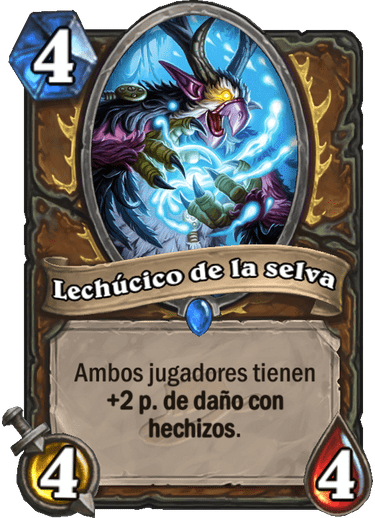 4
Lechúcico de la selva
Ambos jugadores tienen
+2 p. de daño con
hechizos.
4
4